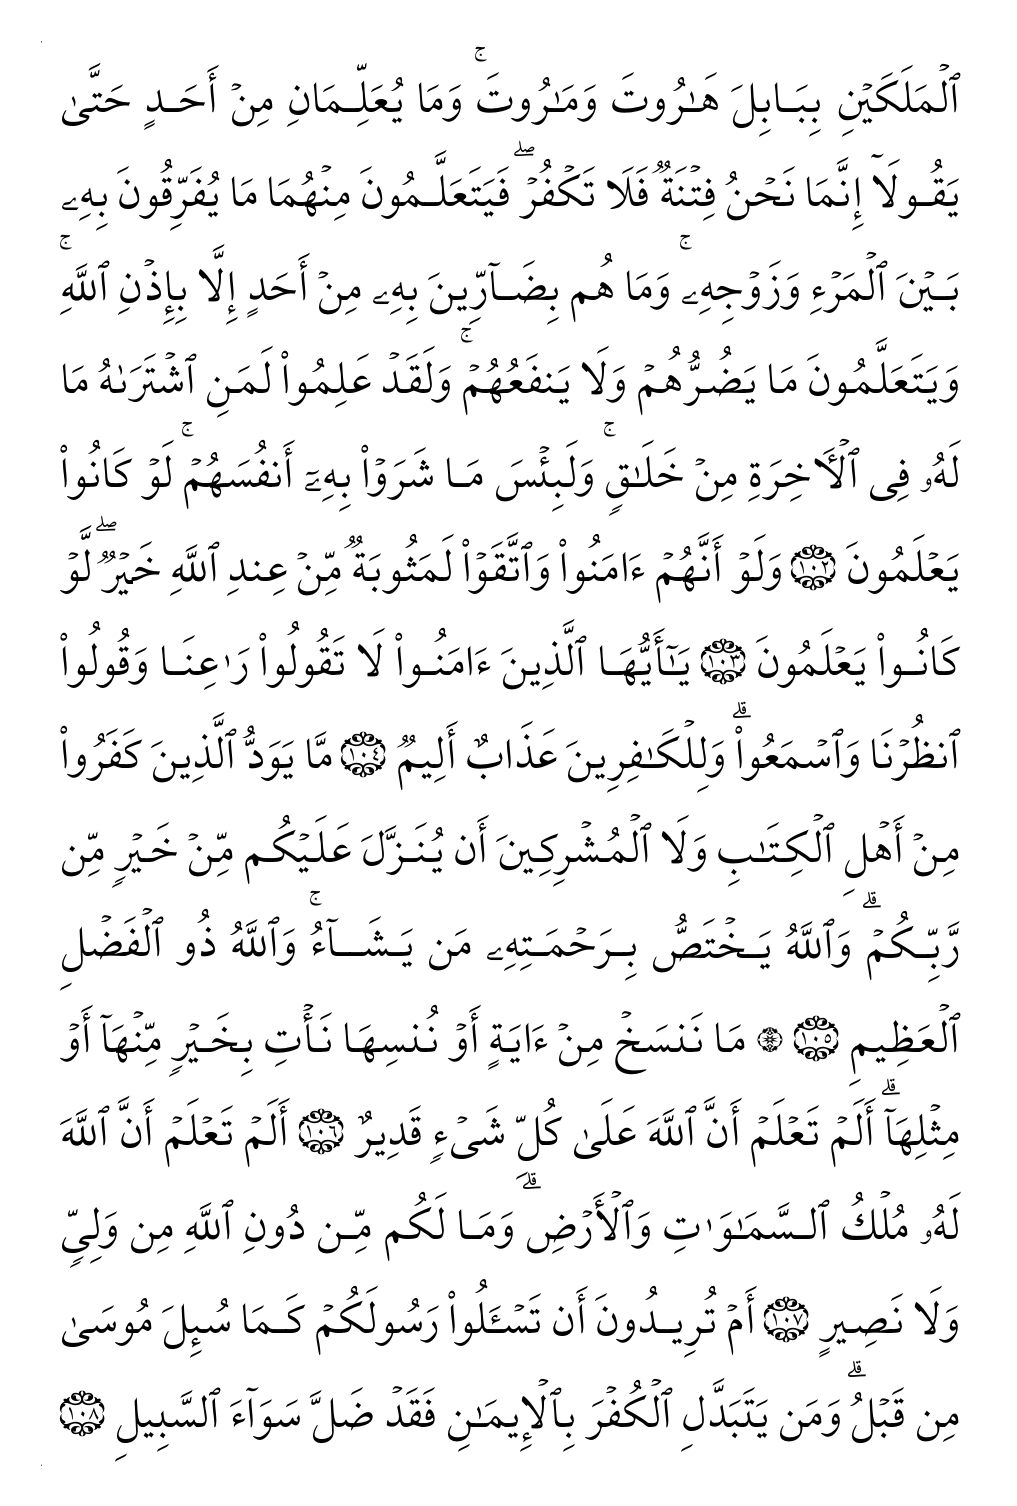 ٱلْمَلَكَيْنِ بِبَابِلَ هَـٰرُوتَ وَمَـٰرُوتَ ۚ وَمَا يُعَلِّمَانِ مِنْ أَحَدٍ حَتَّىٰ
يَقُولَآ إِنَّمَا نَحْنُ فِتْنَةٌ فَلَا تَكْفُرْ ۖ فَيَتَعَلَّمُونَ مِنْهُمَا مَا يُفَرِّقُونَ بِهِۦ
بَيْنَ ٱلْمَرْءِ وَزَوْجِهِۦ ۚ وَمَا هُم بِضَآرِّينَ بِهِۦ مِنْ أَحَدٍ إِلَّا بِإِذْنِ ٱللَّهِ ۚ
وَيَتَعَلَّمُونَ مَا يَضُرُّهُمْ وَلَا يَنفَعُهُمْ ۚ وَلَقَدْ عَلِمُوا۟ لَمَنِ ٱشْتَرَىٰهُ مَا
لَهُۥ فِى ٱلْـَٔاخِرَةِ مِنْ خَلَـٰقٍ ۚ وَلَبِئْسَ مَا شَرَوْا۟ بِهِۦٓ أَنفُسَهُمْ ۚ لَوْ كَانُوا۟
يَعْلَمُونَ ١٠٢ وَلَوْ أَنَّهُمْ ءَامَنُوا۟ وَٱتَّقَوْا۟ لَمَثُوبَةٌ مِّنْ عِندِ ٱللَّهِ خَيْرٌ ۖ لَّوْ
كَانُوا۟ يَعْلَمُونَ ١٠٣ يَـٰٓأَيُّهَا ٱلَّذِينَ ءَامَنُوا۟ لَا تَقُولُوا۟ رَٰعِنَا وَقُولُوا۟
ٱنظُرْنَا وَٱسْمَعُوا۟ ۗ وَلِلْكَـٰفِرِينَ عَذَابٌ أَلِيمٌ ١٠٤ مَّا يَوَدُّ ٱلَّذِينَ كَفَرُوا۟
مِنْ أَهْلِ ٱلْكِتَـٰبِ وَلَا ٱلْمُشْرِكِينَ أَن يُنَزَّلَ عَلَيْكُم مِّنْ خَيْرٍ مِّن
رَّبِّكُمْ ۗ وَٱللَّهُ يَخْتَصُّ بِرَحْمَتِهِۦ مَن يَشَآءُ ۚ وَٱللَّهُ ذُو ٱلْفَضْلِ
ٱلْعَظِيمِ ١٠٥ ۞ مَا نَنسَخْ مِنْ ءَايَةٍ أَوْ نُنسِهَا نَأْتِ بِخَيْرٍ مِّنْهَآ أَوْ
مِثْلِهَآ ۗ أَلَمْ تَعْلَمْ أَنَّ ٱللَّهَ عَلَىٰ كُلِّ شَىْءٍ قَدِيرٌ ١٠٦ أَلَمْ تَعْلَمْ أَنَّ ٱللَّهَ
لَهُۥ مُلْكُ ٱلسَّمَـٰوَٰتِ وَٱلْأَرْضِ ۗ وَمَا لَكُم مِّن دُونِ ٱللَّهِ مِن وَلِىٍّ
وَلَا نَصِيرٍ ١٠٧ أَمْ تُرِيدُونَ أَن تَسْـَٔلُوا۟ رَسُولَكُمْ كَمَا سُئِلَ مُوسَىٰ
مِن قَبْلُ ۗ وَمَن يَتَبَدَّلِ ٱلْكُفْرَ بِٱلْإِيمَـٰنِ فَقَدْ ضَلَّ سَوَآءَ ٱلسَّبِيلِ ١٠٨